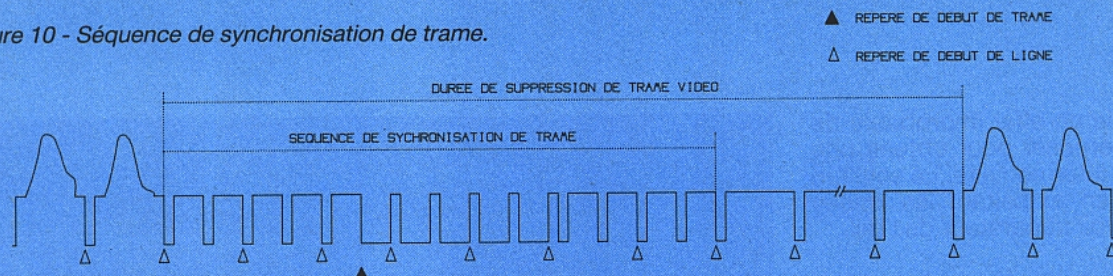 re 10 - Séquence de synchronisation de trame.
REPERE DE DEBUT DE TRAME
REPERE DE DEBUT DE LIGNE
DUREE DE SUPPRESSION DE TRAME VIDEO
SEQUENCE DE SYCHRONISATION DE TRAME